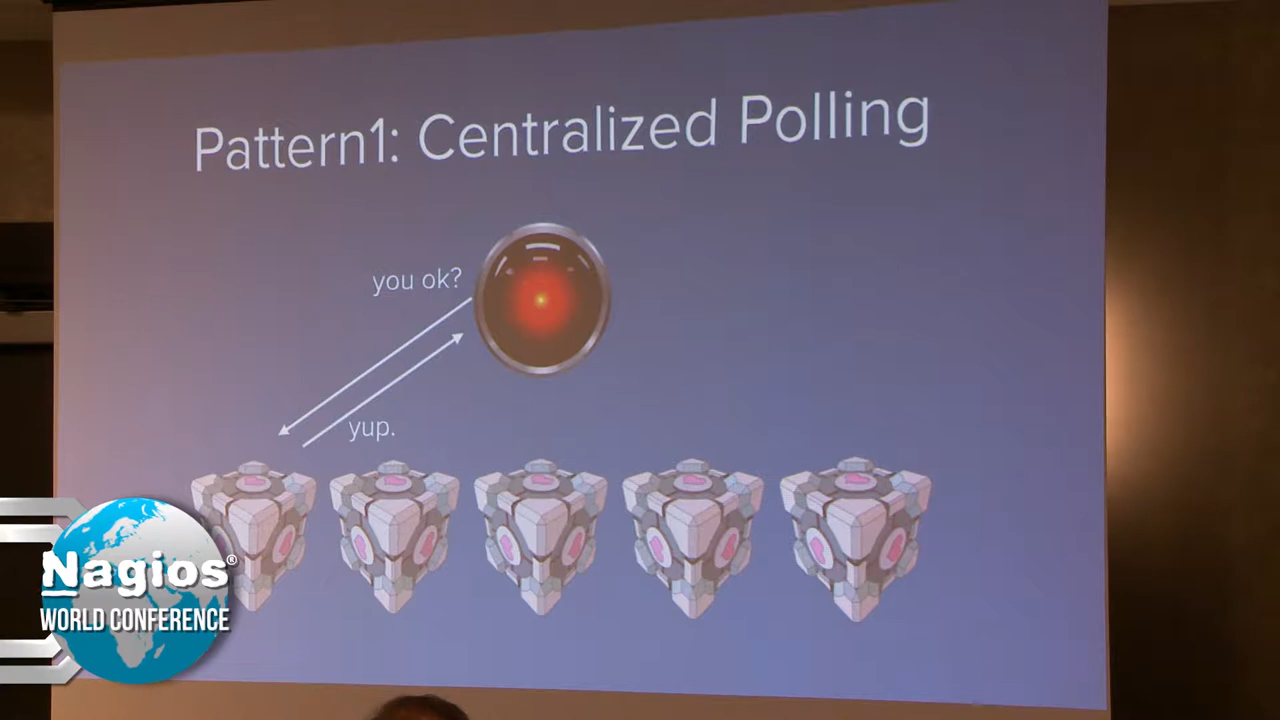 Pattern1: Centralized Polling
you ok?
yup.
Nagios®
WORLD CONFERENCE